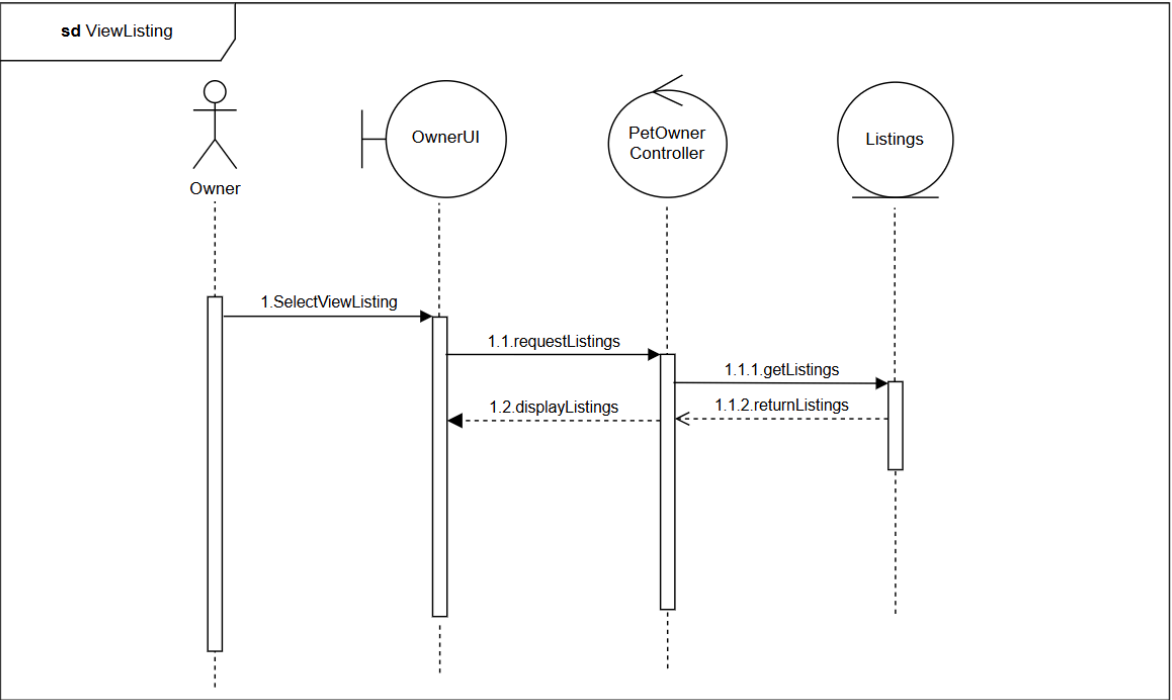 sd ViewListing
Owner
OwnerUI
PetOwner
Controller
Listings
1.SelectViewListing
1.1.requestListings
1.1.1.getListings
1.2.displayListings
1.1.2.returnListings